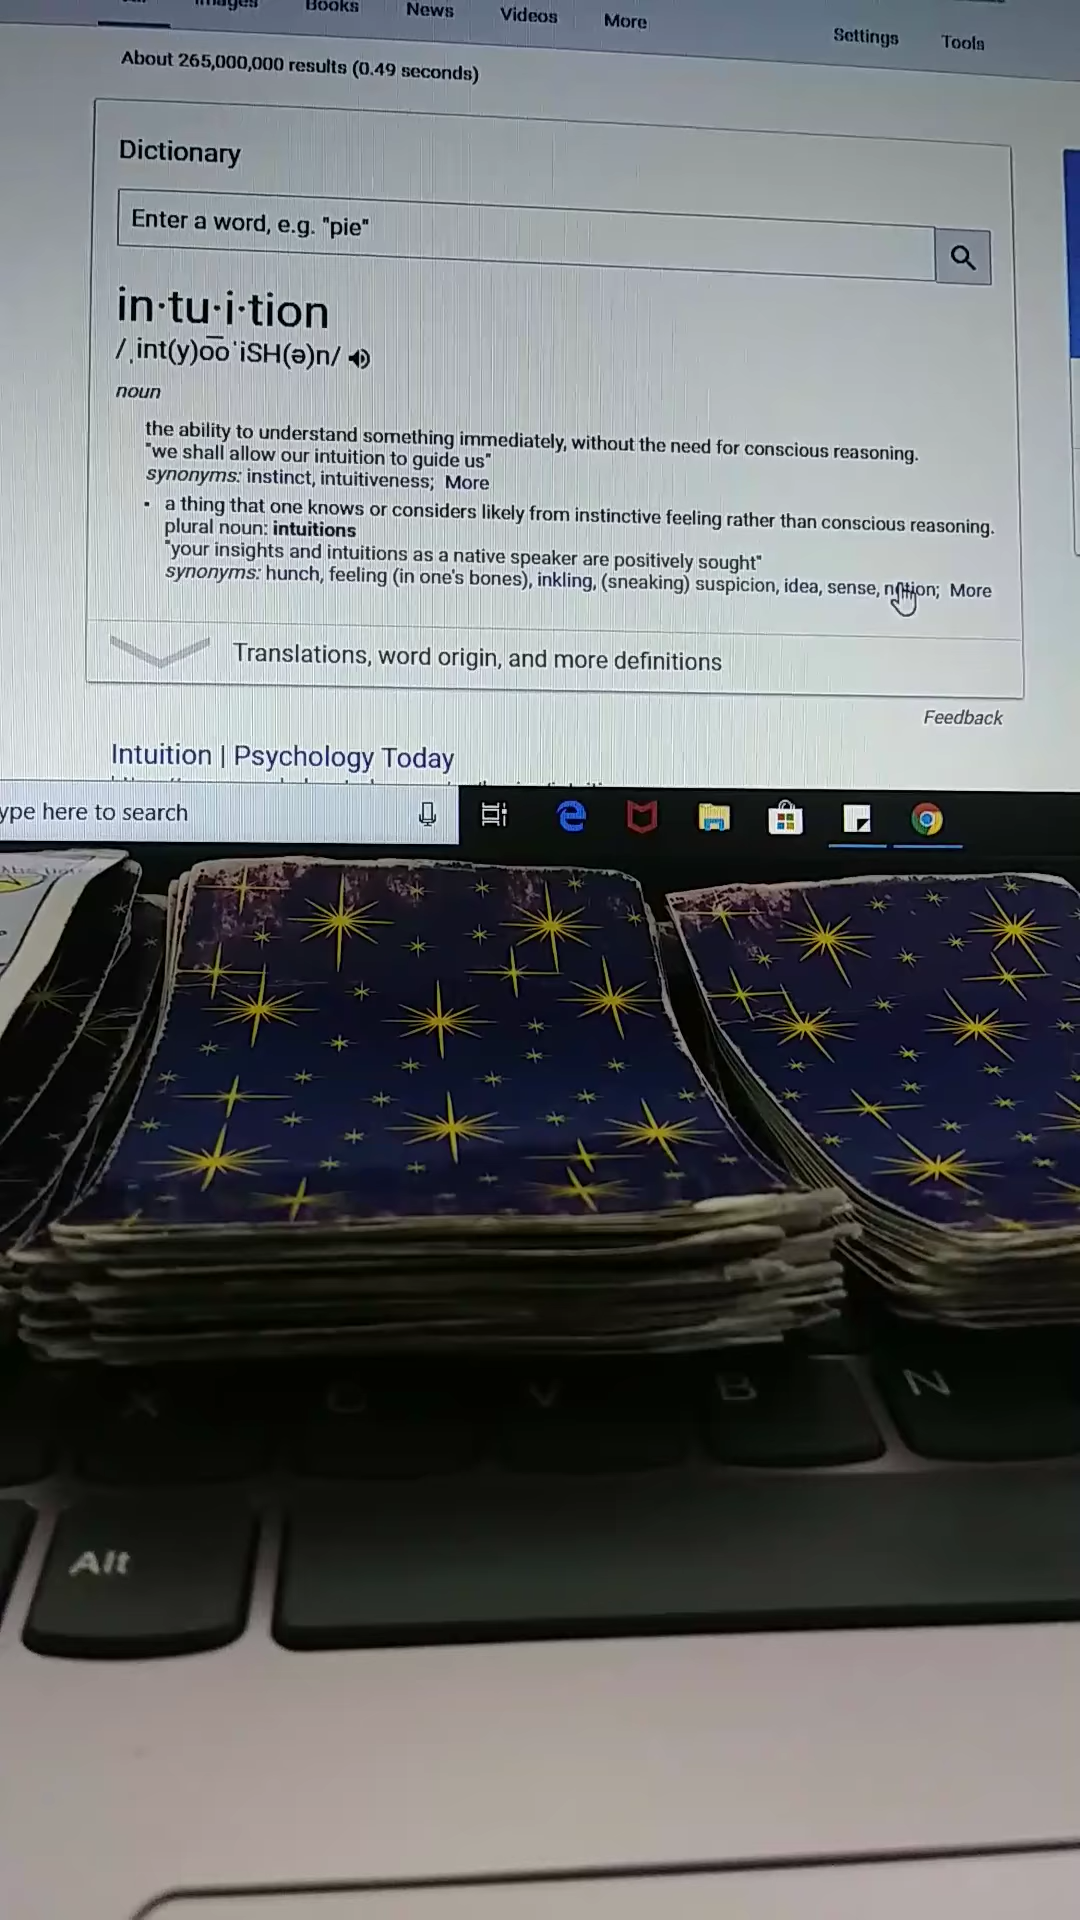 Images Books News Videos More Settings Tools
About 265,000,000 results (0.49 seconds)
Dictionary
Enter a word, e.g. "pie"
in·tu·i·tion
/ˌint(y)o͞oˈiSH(ə)n/
noun
the ability to understand something immediately, without the need for conscious reasoning.
"we shall allow our intuition to guide us"
synonyms: instinct, intuitiveness; More
• a thing that one knows or considers likely from instinctive feeling rather than conscious reasoning.
plural noun: intuitions
"your insights and intuitions as a native speaker are positively sought"
synonyms: hunch, feeling (in one's bones), inkling, (sneaking) suspicion, idea, sense, notion; More
Translations, word origin, and more definitions
Feedback
Intuition | Psychology Today
ype here to search
X C V B N
Alt